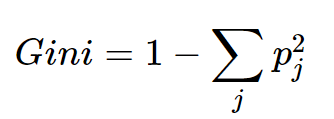 Gini = 1 − ∑_j p_j^2